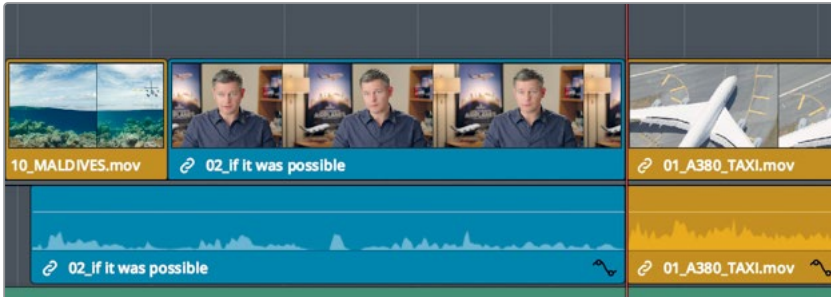 10_MALDIVES.mov
02_if it was possible
01_A380_TAXI.mov
02_if it was possible
01_A380_TAXI.mov